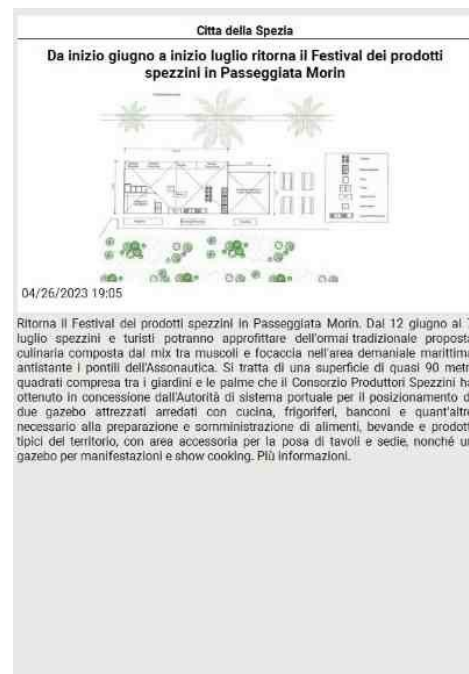 Citta della Spezia
Da inizio giugno a inizio luglio ritorna il Festival dei prodotti
spezzini in Passeggiata Morin
04/26/2023 19:05
Ritorna il Festival dei prodotti spezzini in Passeggiata Morin. Dal 12 giugno al
luglio spezzini e turisti potranno approfittare dell'ormai tradizionale proposta
culinaria composta dal mix tra muscoli e focaccia nell'area demaniale marittima
antistante i pontili dell'Assonautica. Si tratta di una superficie di quasi 90 metri
quadrati compresa tra i giardini e le palme che il Consorzio Produttori Spezzini ha
ottenuto in concessione dall'Autorità di sistema portuale per il posizionamento di
due gazebo attrezzati arredati con cucina, frigoriferi, banconi e quant'altro
necessario alla preparazione e somministrazione di alimenti, bevande e prodotti
tipici del territorio, con area accessoria per la posa di tavoli e sedie, nonché un
gazebo per manifestazioni e show cooking. Più informazioni.